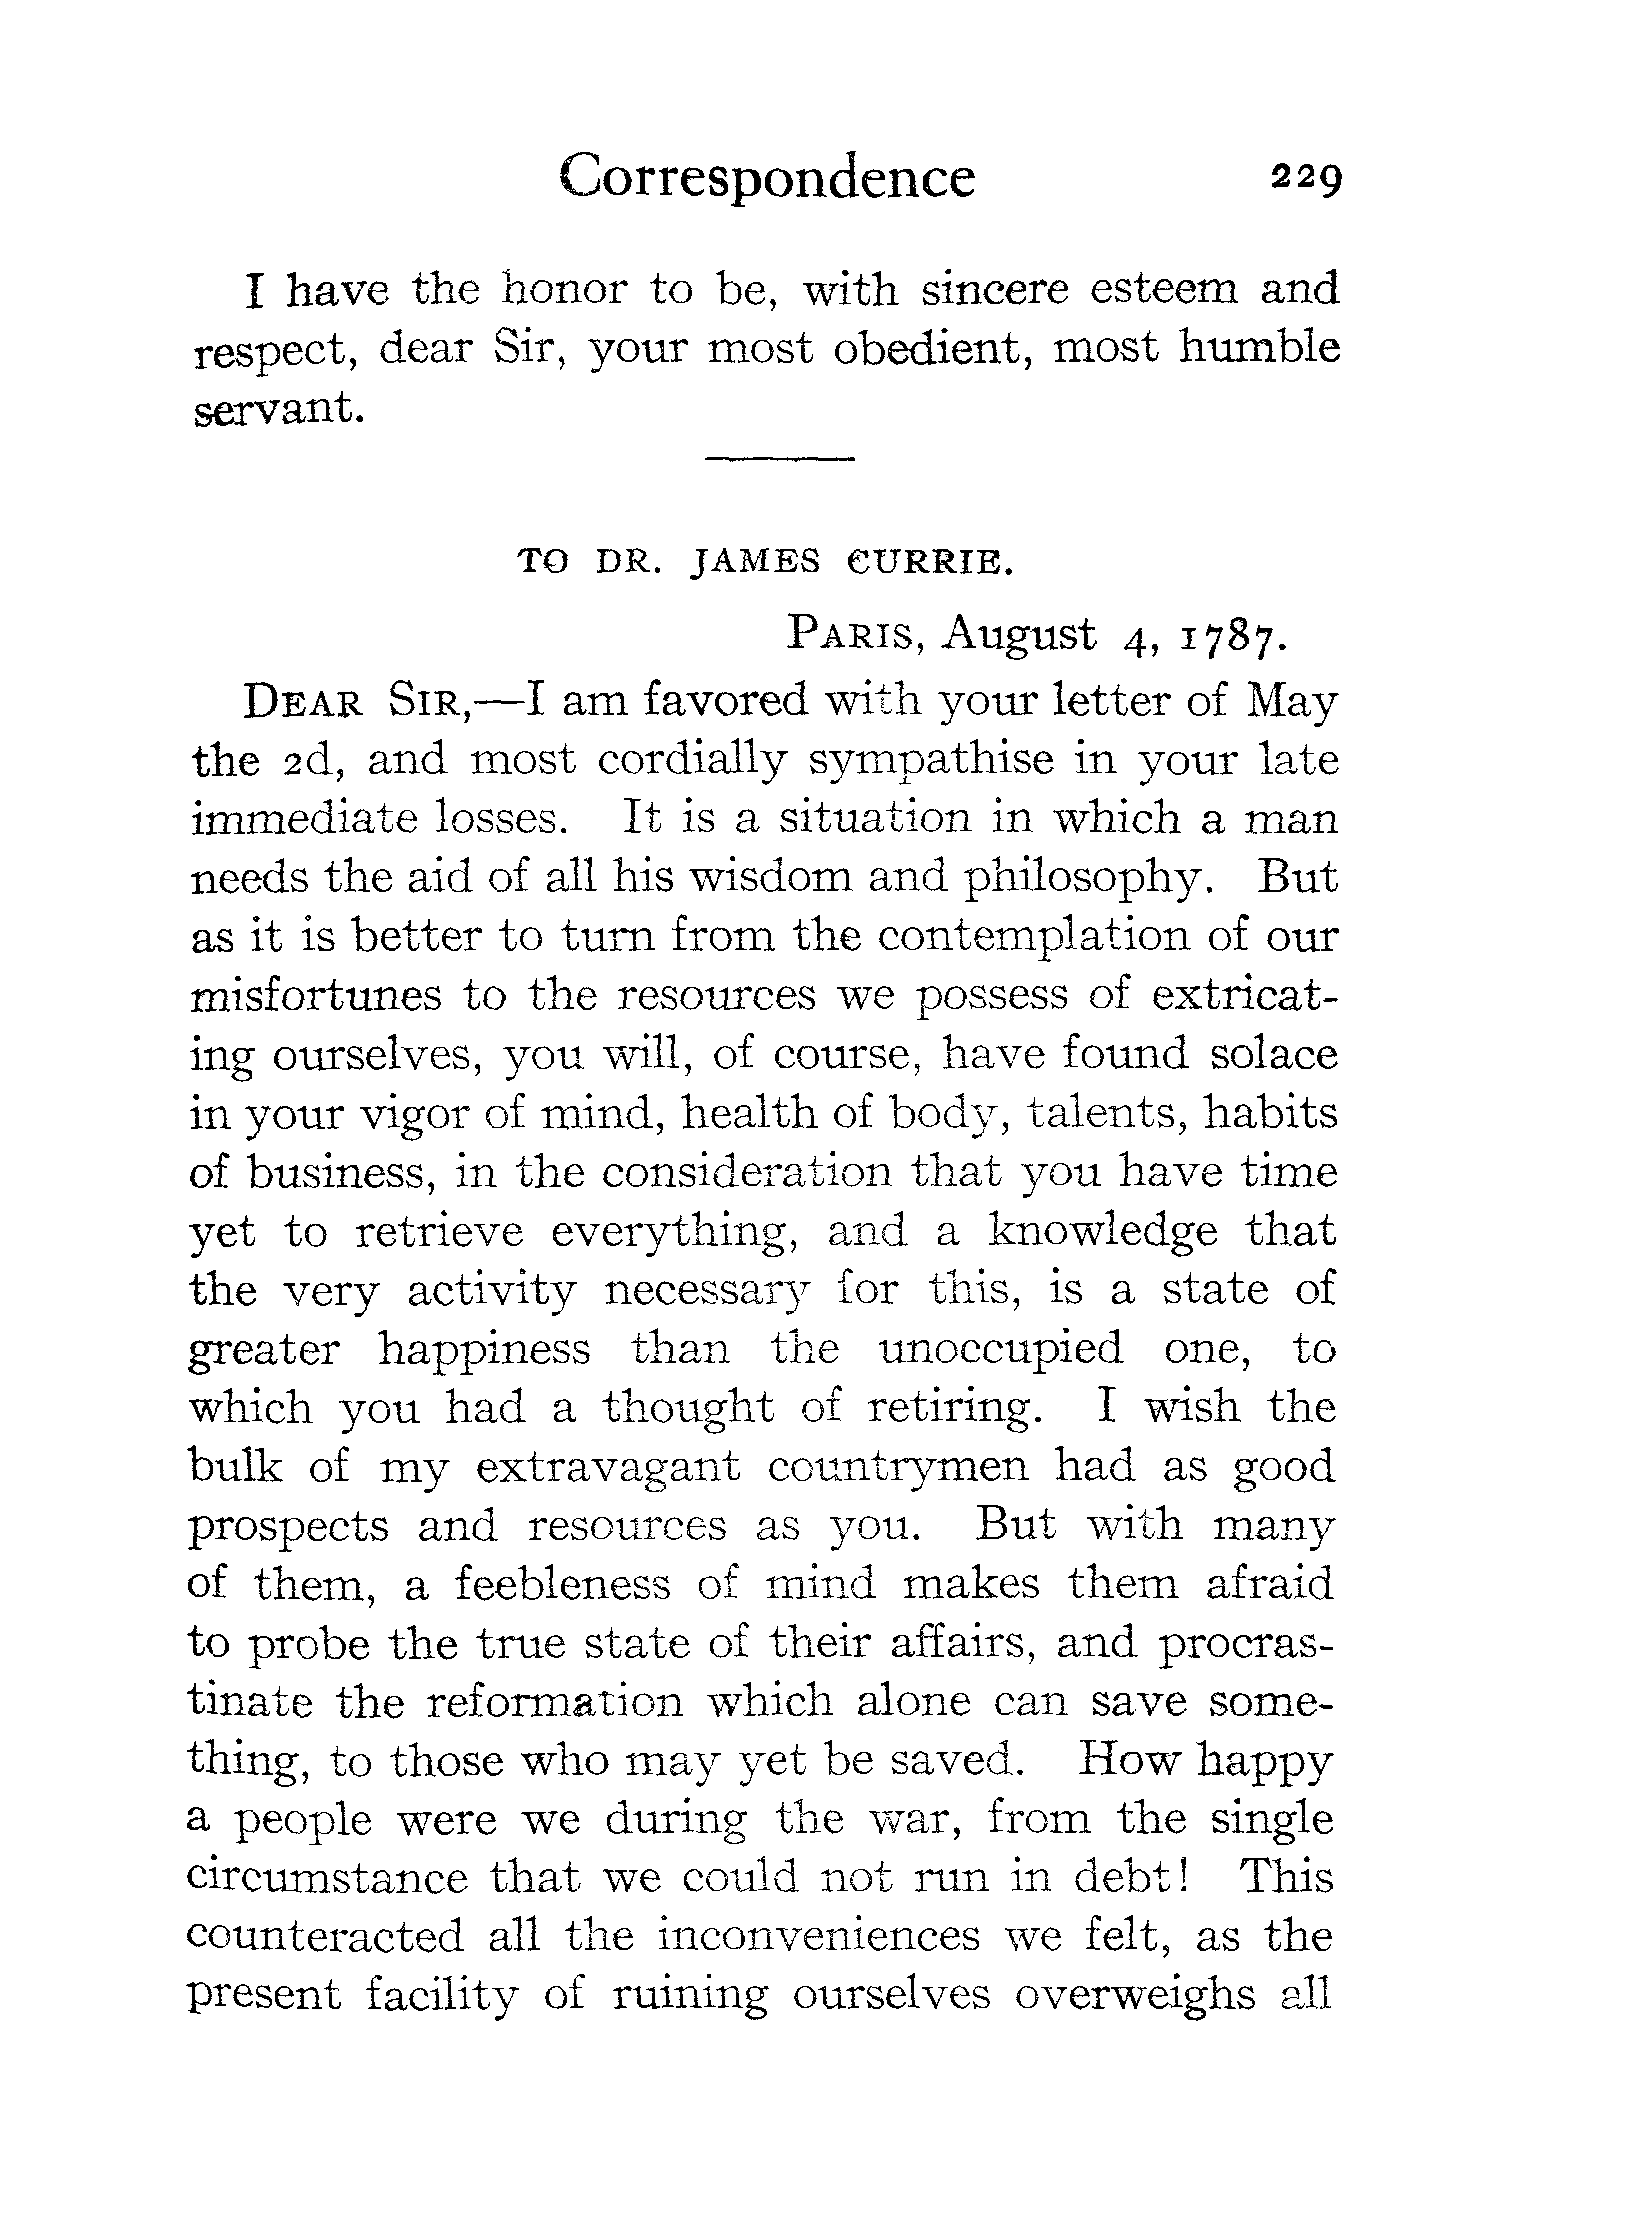 Correspondence 229
I have the honor to be, with sincere esteem and
respect, dear Sir, your most obedient, most humble
servant.
TO DR. JAMES CURRIE.
PARIS, August 4, 1787.
DEAR SIR,—I am favored with your letter of May
the 2d, and most cordially sympathise in your late
immediate losses. It is a situation in which a man
needs the aid of all his wisdom and philosophy. But
as it is better to turn from the contemplation of our
misfortunes to the resources we possess of extricat-
ing ourselves, you will, of course, have found solace
in your vigor of mind, health of body, talents, habits
of business, in the consideration that you have time
yet to retrieve everything, and a knowledge that
the very activity necessary for this, is a state of
greater happiness than the unoccupied one, to
which you had a thought of retiring. I wish the
bulk of my extravagant countrymen had as good
prospects and resources as you. But with many
of them, a feebleness of mind makes them afraid
to probe the true state of their affairs, and procras-
tinate the reformation which alone can save some-
thing, to those who may yet be saved. How happy
a people were we during the war, from the single
circumstance that we could not run in debt! This
counteracted all the inconveniences we felt, as the
present facility of ruining ourselves overweighs all